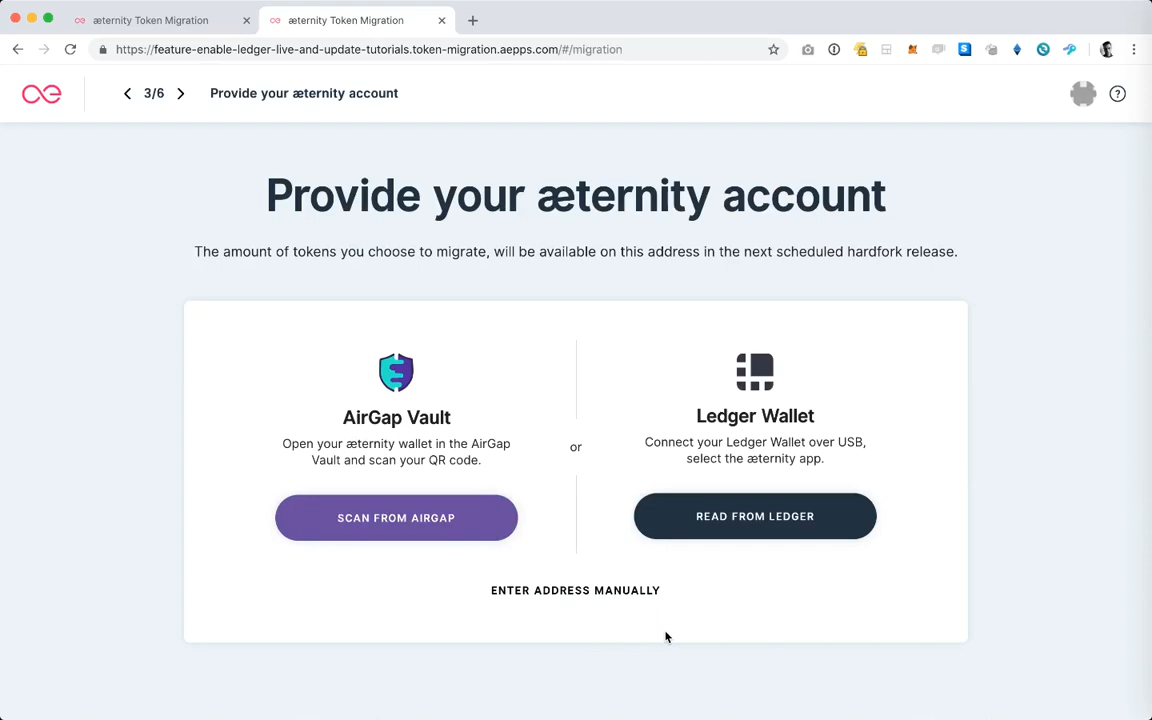 æternity Token Migration
æternity Token Migration
https://feature-enable-ledger-live-and-update-tutorials.token-migration.aepps.com/#/migration
3/6
Provide your æternity account
Provide your æternity account
The amount of tokens you choose to migrate, will be available on this address in the next scheduled hardfork release.
AirGap Vault
Open your æternity wallet in the AirGap
Vault and scan your QR code.
SCAN FROM AIRGAP
or
Ledger Wallet
Connect your Ledger Wallet over USB,
select the æternity app.
READ FROM LEDGER
ENTER ADDRESS MANUALLY